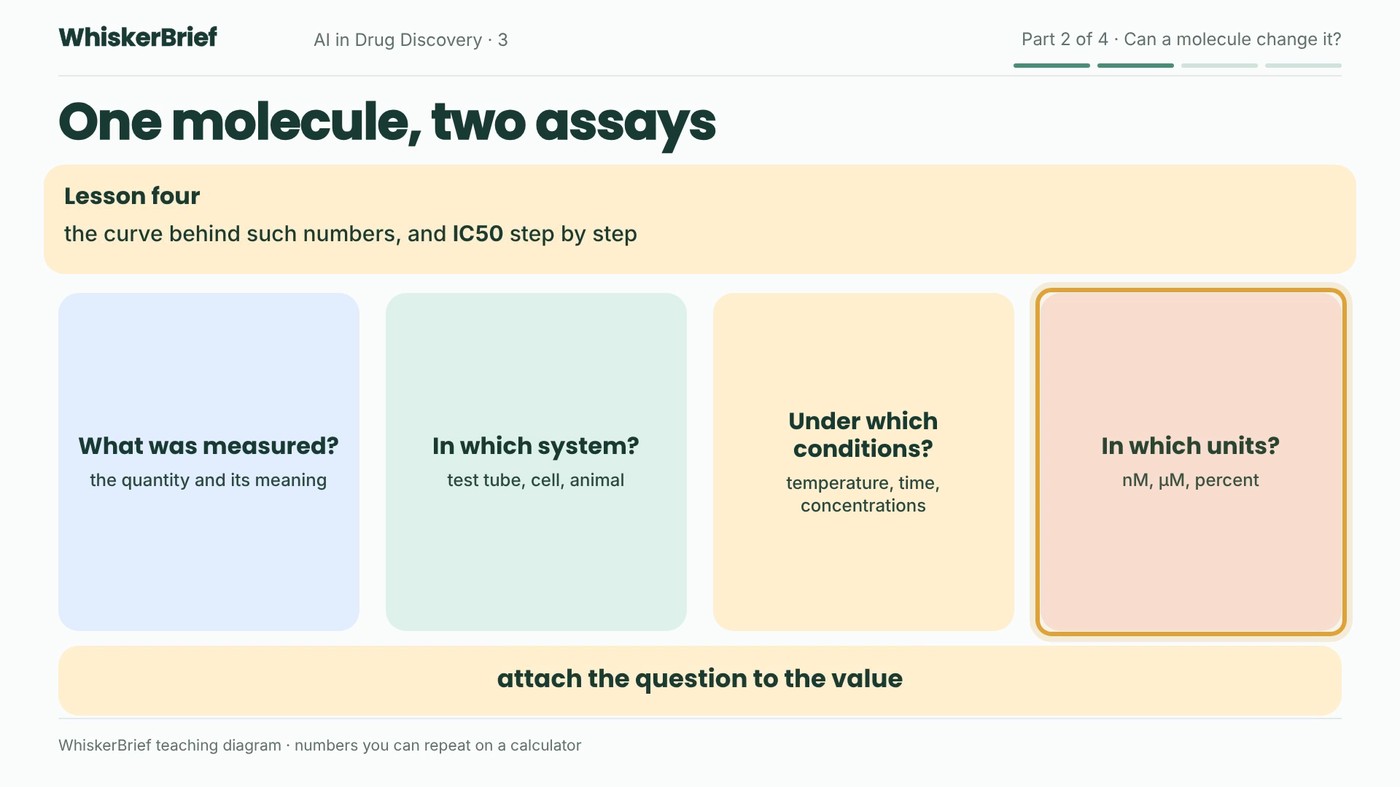 WhiskerBrief
AI in Drug Discovery · 3
Part 2 of 4 · Can a molecule change it?
One molecule, two assays
Lesson four
the curve behind such numbers, and IC50 step by step
What was measured?
the quantity and its meaning
In which system?
test tube, cell, animal
Under which
conditions?
temperature, time,
concentrations
In which units?
nM, µM, percent
attach the question to the value
WhiskerBrief teaching diagram · numbers you can repeat on a calculator